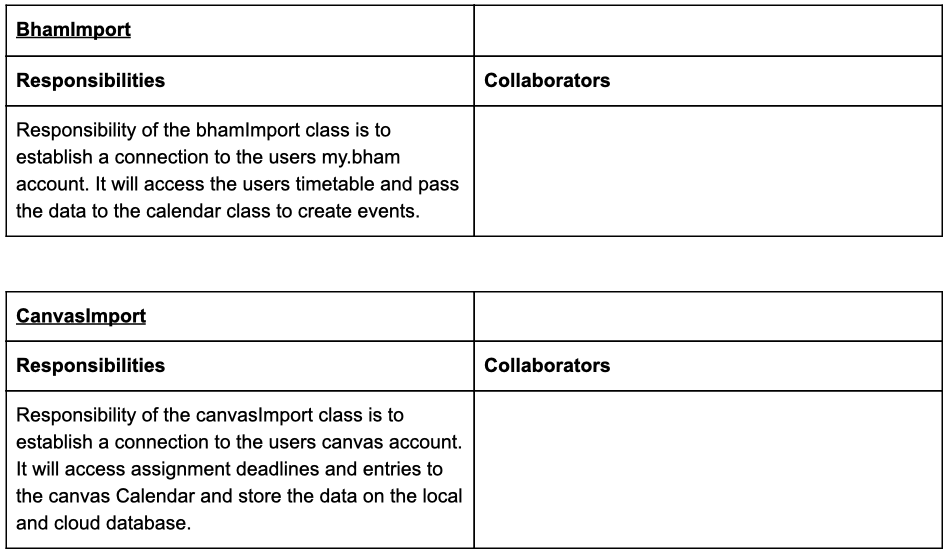 BhamImport
Responsibilities Collaborators
Responsibility of the bhamImport class is to
establish a connection to the users my.bham
account. It will access the users timetable and pass
the data to the calendar class to create events.
CanvasImport
Responsibilities Collaborators
Responsibility of the canvasImport class is to
establish a connection to the users canvas account.
It will access assignment deadlines and entries to
the canvas Calendar and store the data on the local
and cloud database.